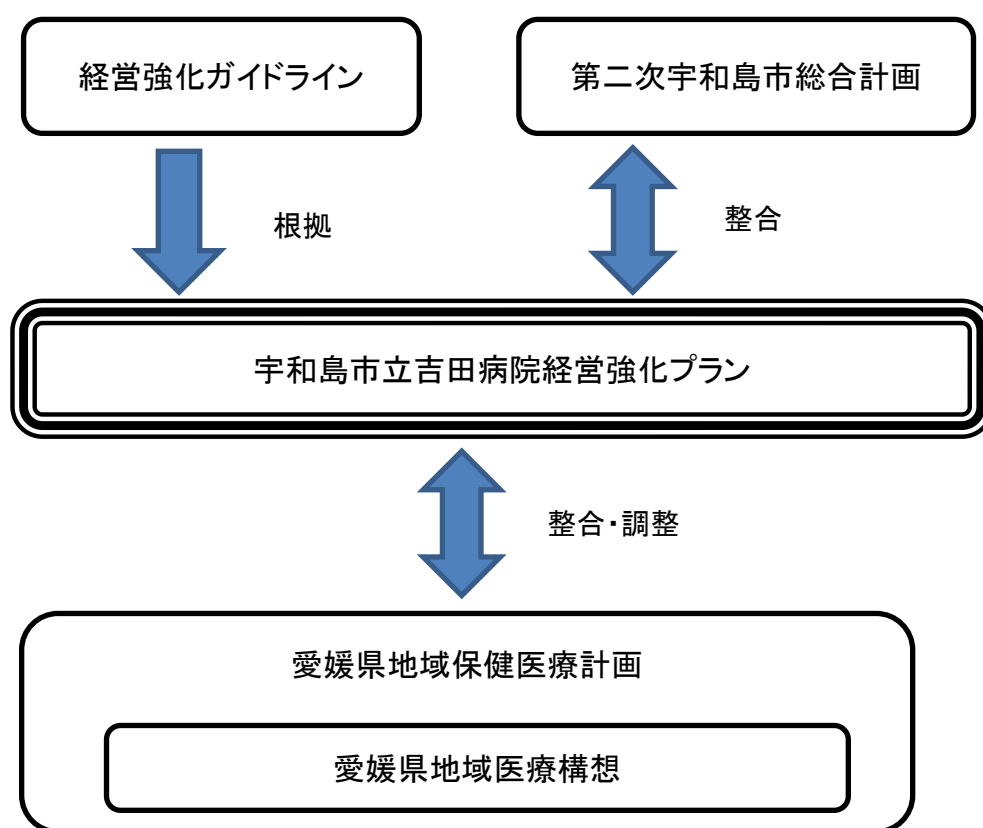 経営強化ガイドライン
第二次宇和島市総合計画
根拠
整合
宇和島市立吉田病院経営強化プラン
整合・調整
愛媛県地域保健医療計画
愛媛県地域医療構想